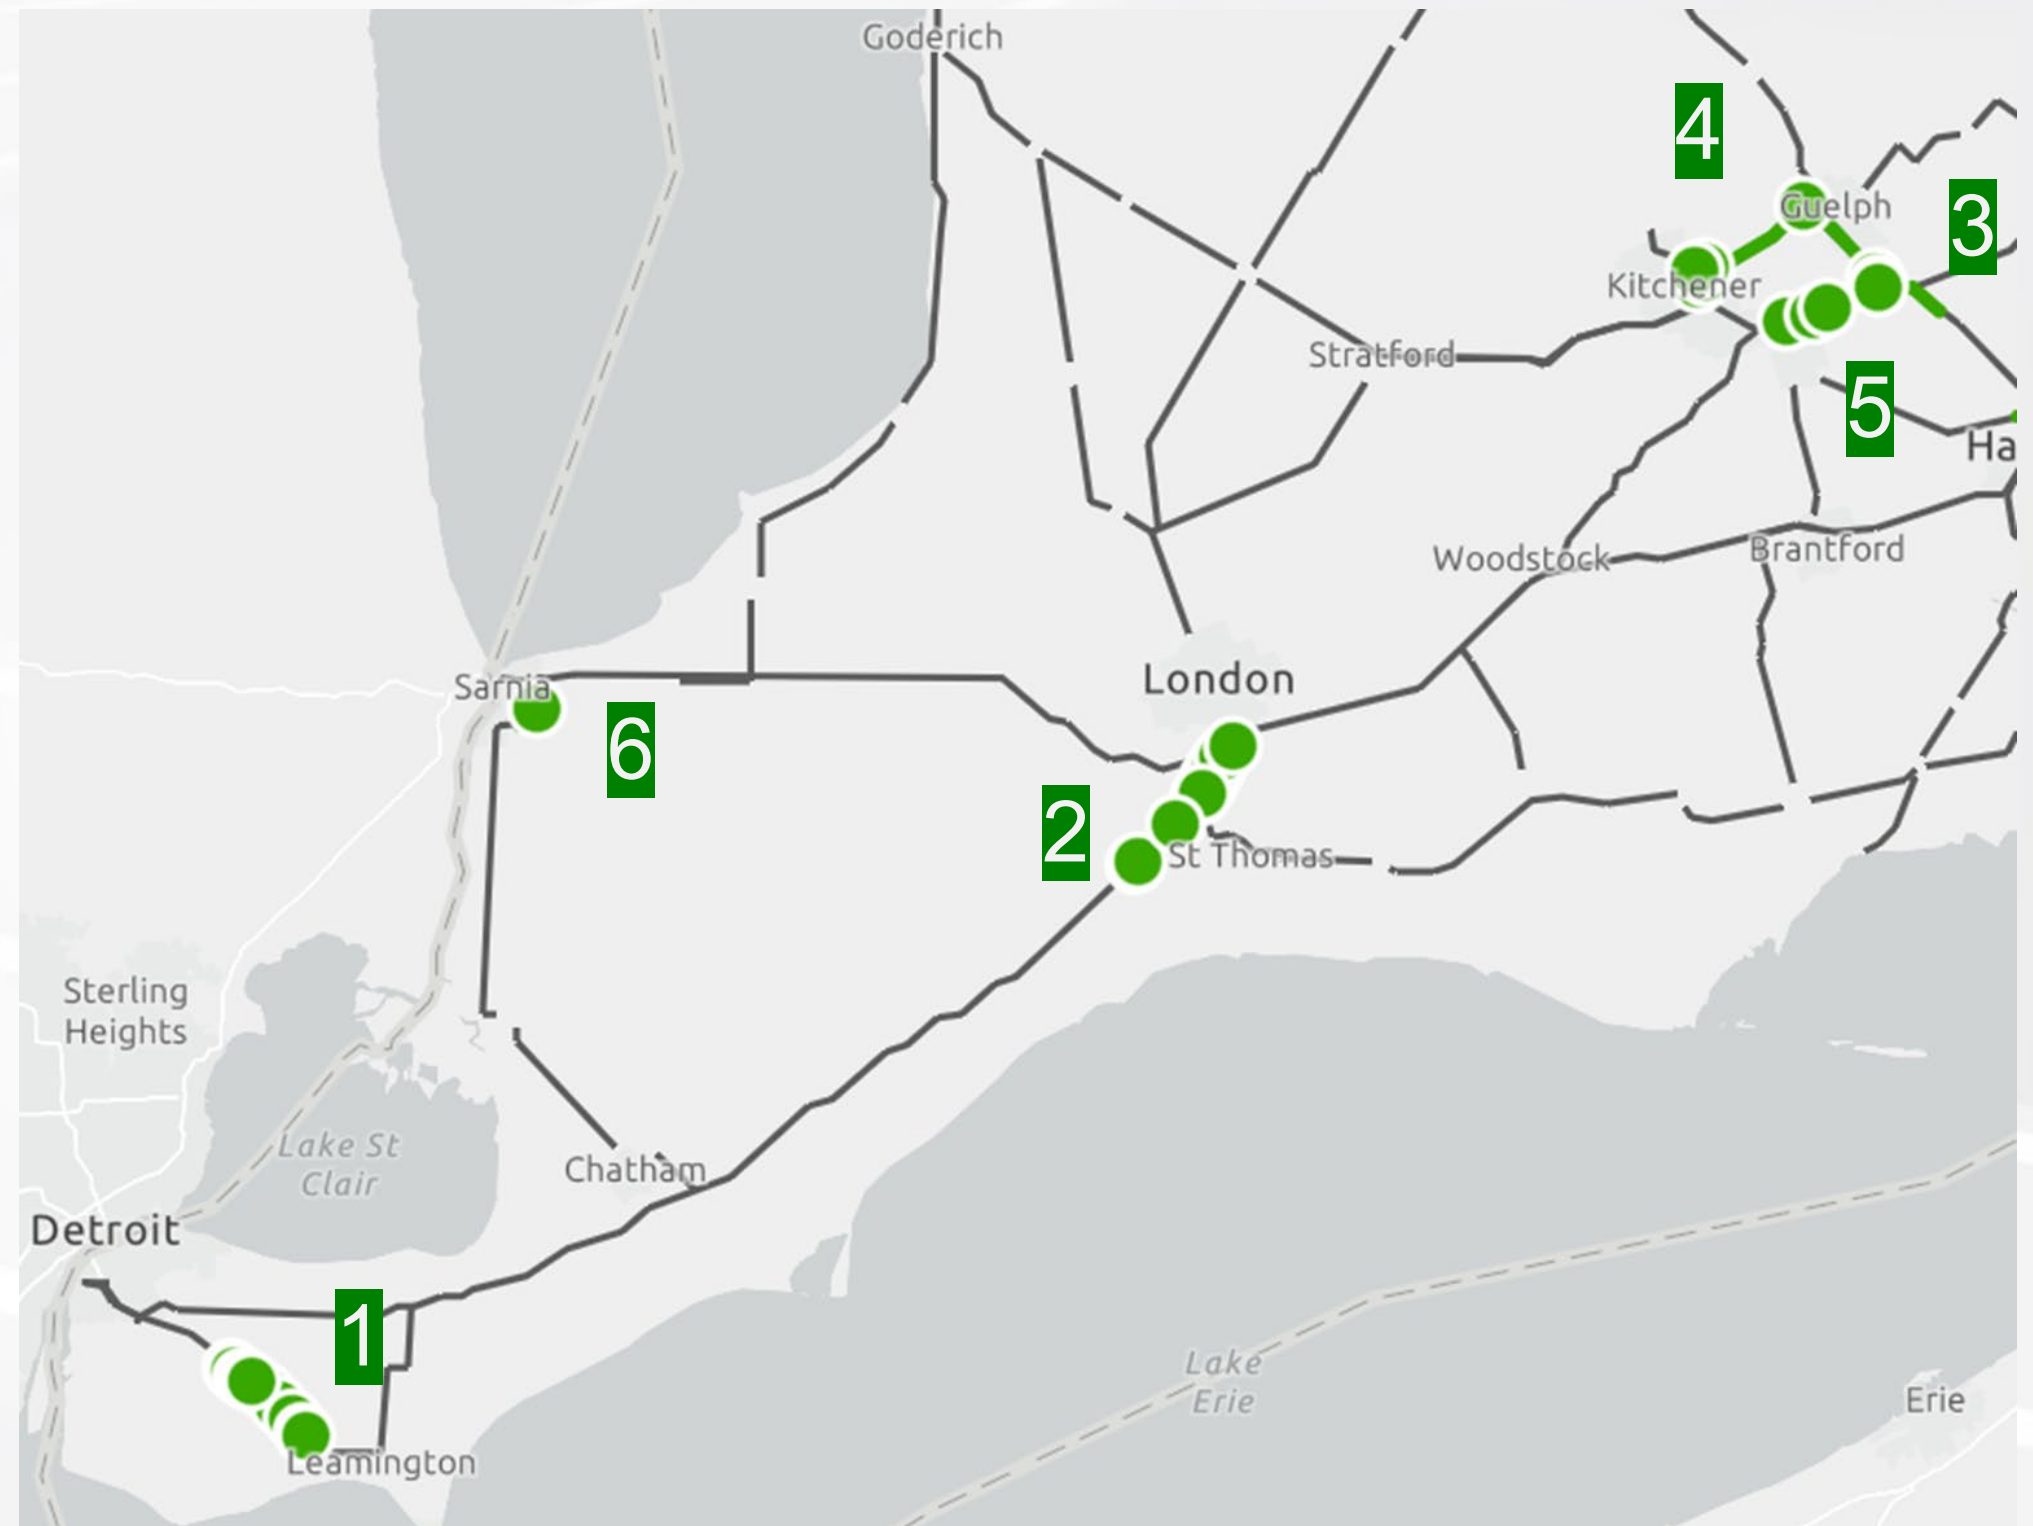 Goderich
4
Guelph
3
Kitchener
Stratford
5
Ha
Brantford
Woodstock
London
Sarnia
6
2
St Thomas
Sterling
Heights
Lake St
Clair
Chatham
Detroit
1
Lake
Erie
Erie
Leamington